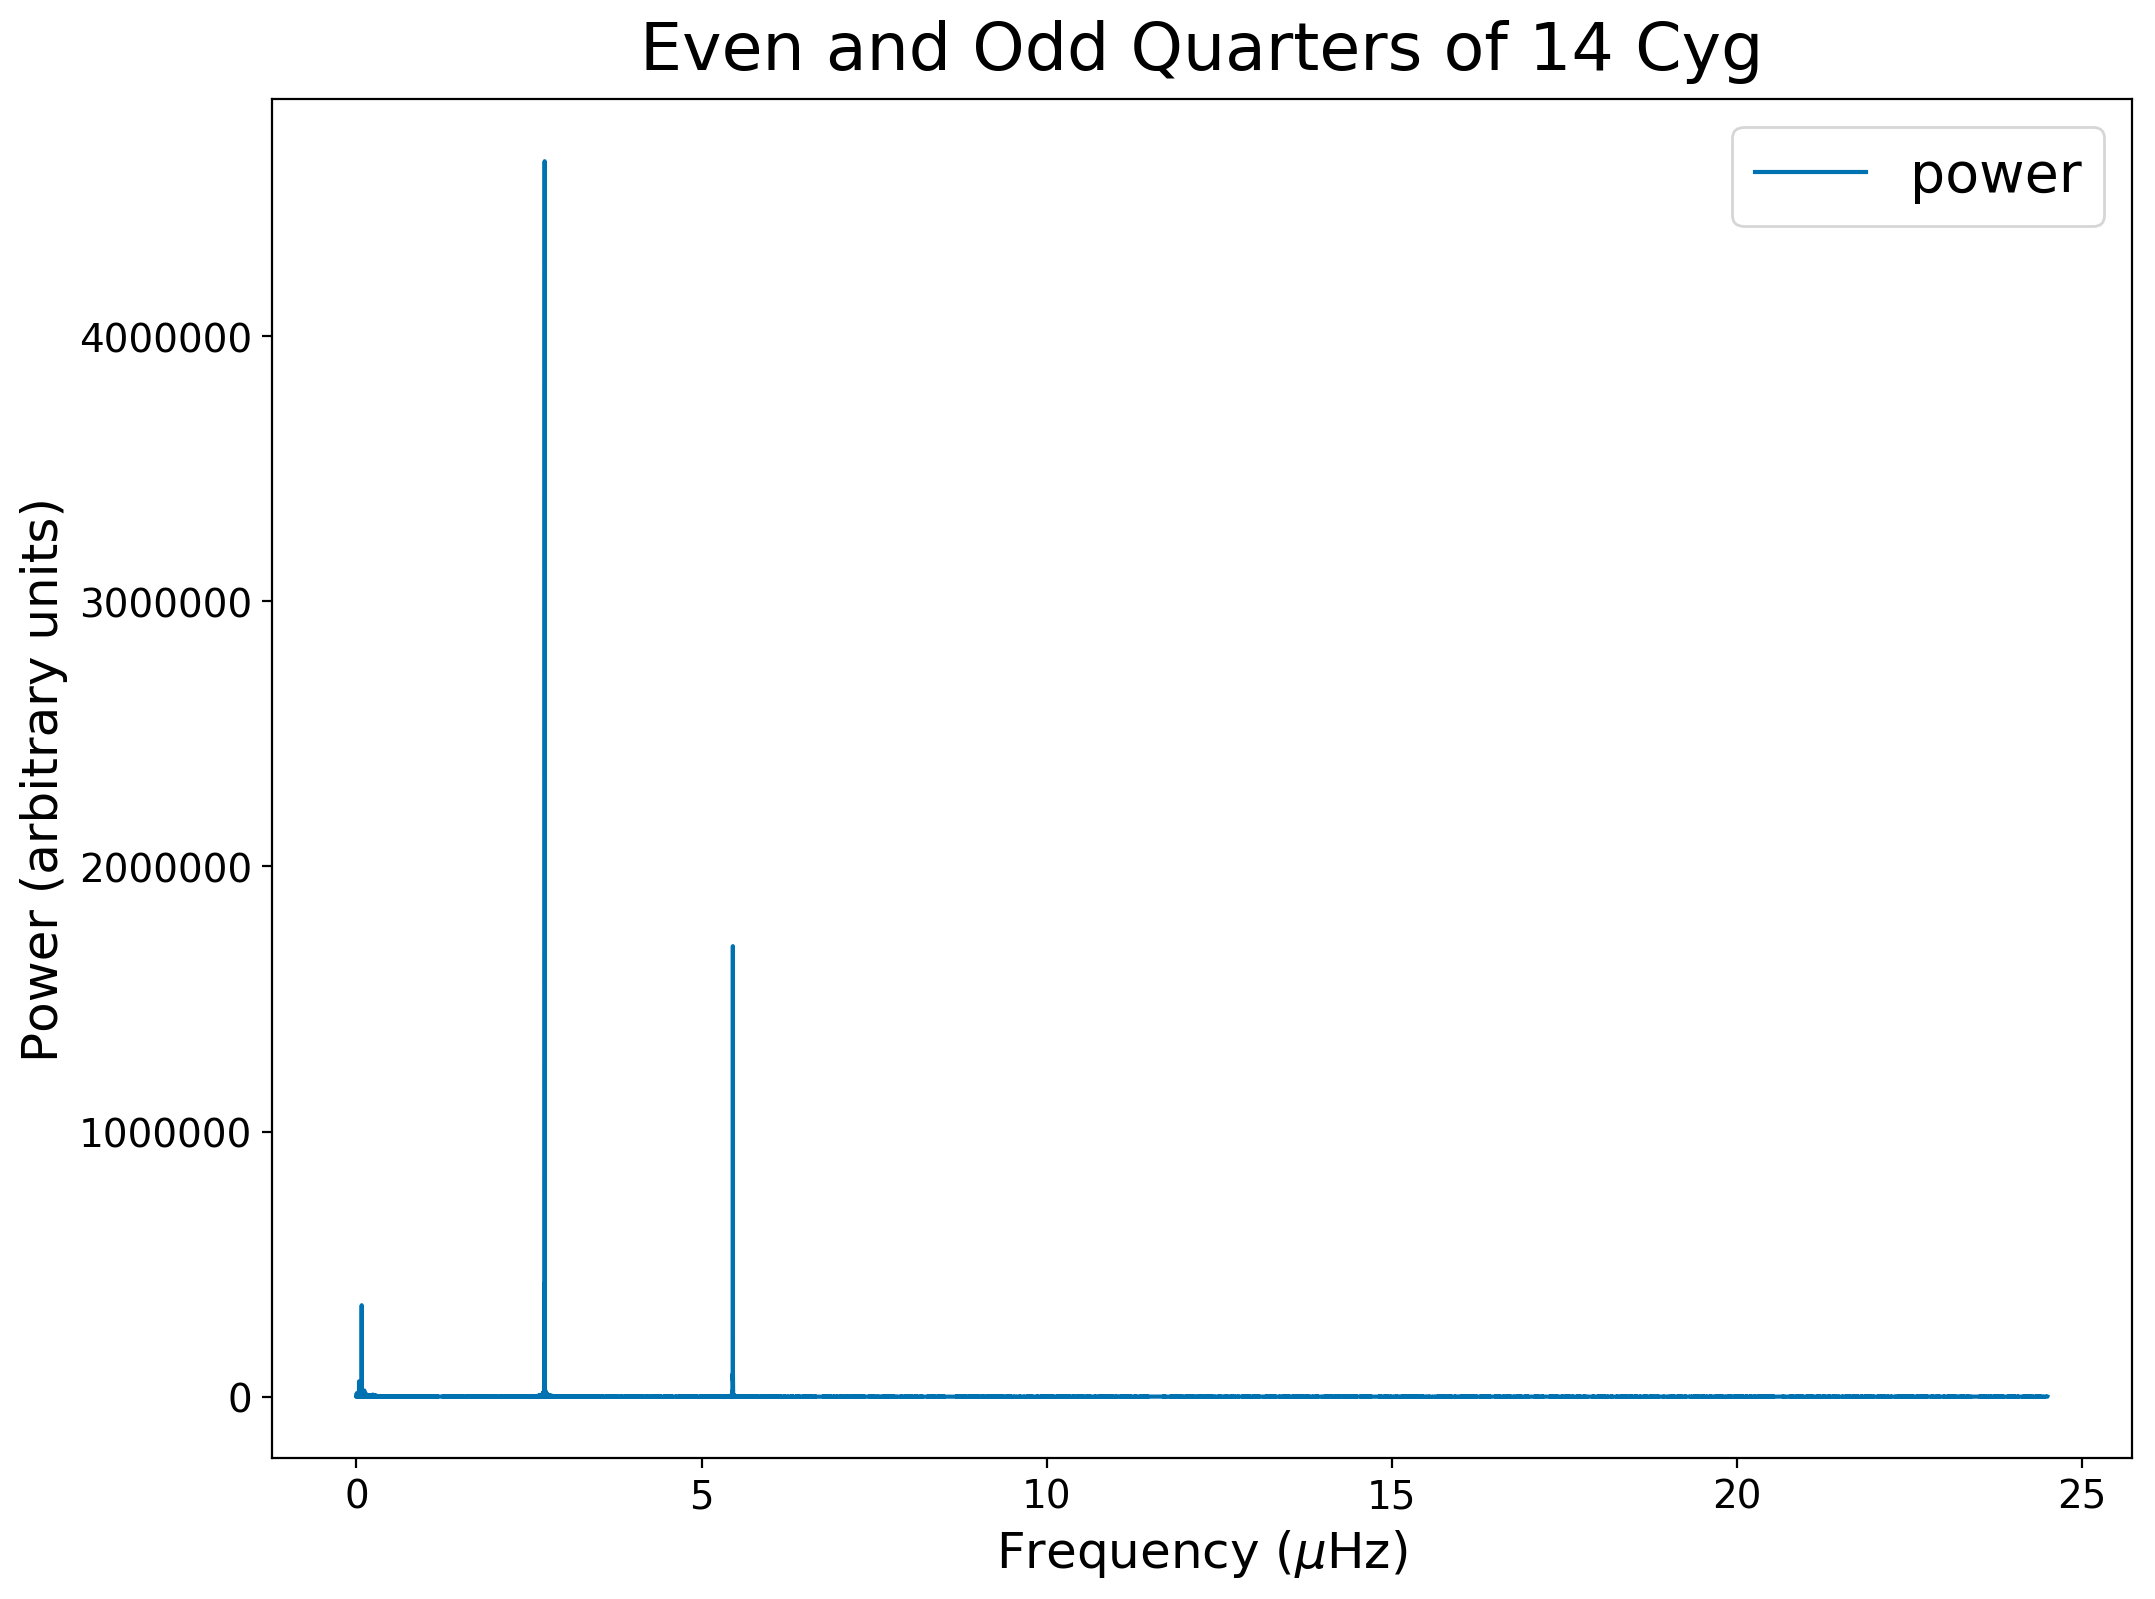 Even and Odd Quarters of 14 Cyg
power
Power (arbitrary units)
4000000
3000000
2000000
1000000
0
0 5 10 15 20 25
Frequency (μHz)